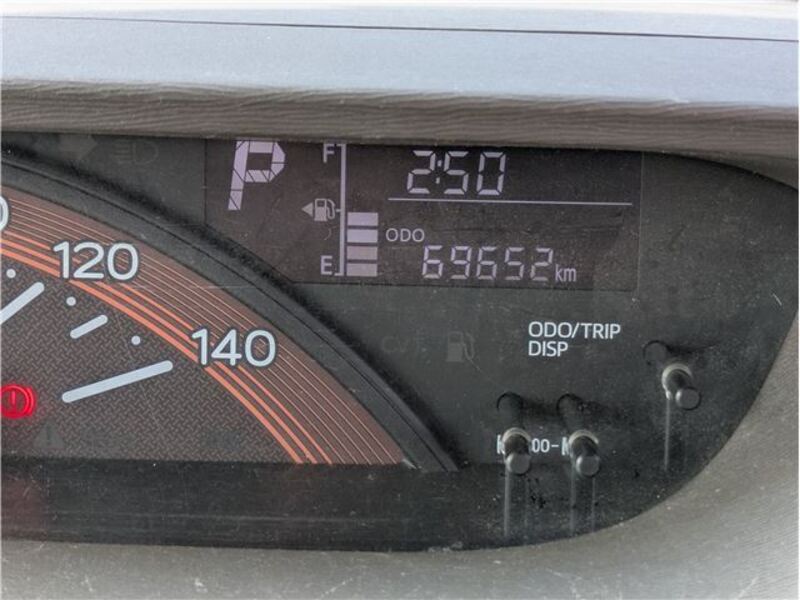 P
F
2:50
ODO
E
69652km
120
140
ODO/TRIP
DISP